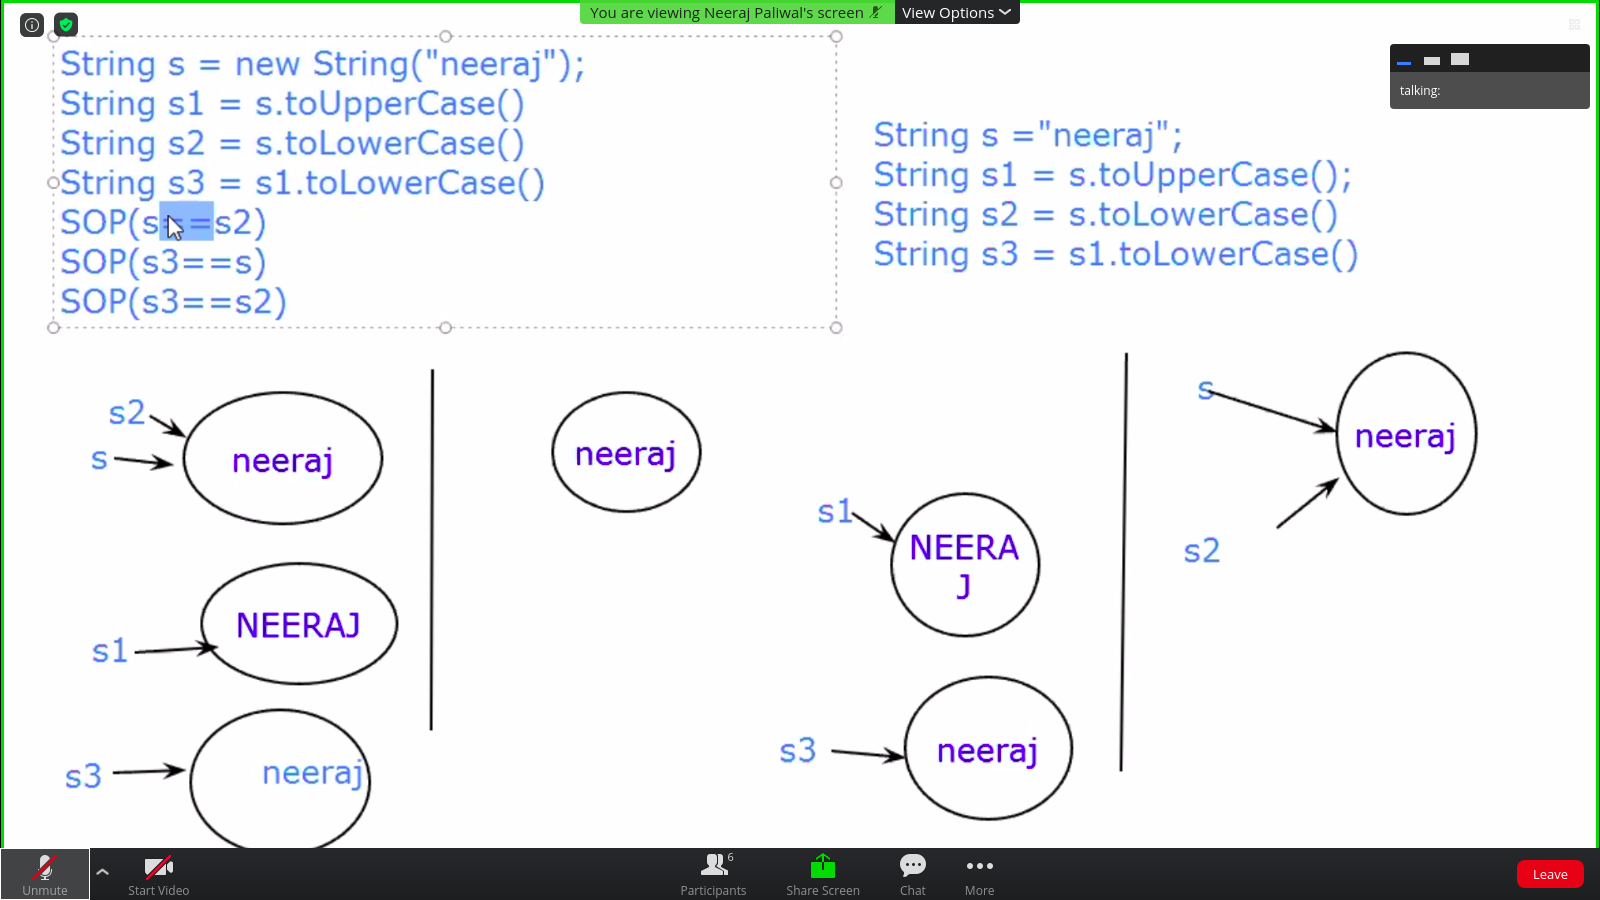 You are viewing Neeraj Paliwal's screen
View Options
talking:
String s = new String("neeraj");
String s1 = s.toUpperCase()
String s2 = s.toLowerCase()
String s3 = s1.toLowerCase()
SOP(s==s2)
SOP(s3==s)
SOP(s3==s2)
String s ="neeraj";
String s1 = s.toUpperCase();
String s2 = s.toLowerCase()
String s3 = s1.toLowerCase()
s2
s
neeraj
s1
NEERAJ
s3
neeraj
neeraj
s1
NEERA
J
s3
neeraj
s
neeraj
s2
Unmute
Start Video
6
Participants
Share Screen
Chat
More
Leave